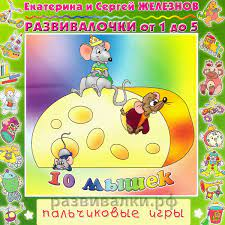 Екатерина и Сергей ЖЕЛЕЗНОВ
РАЗВИВАЛОЧКИ от 1 до 5
10 мышек
развивалки.рф
пальчиковые игры